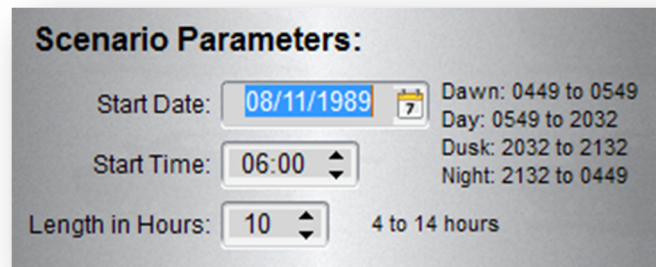 Scenario Parameters:
Start Date: 08/11/1989 7
Dawn: 0449 to 0549
Day: 0549 to 2032
Dusk: 2032 to 2132
Night: 2132 to 0449
Start Time: 06:00
Length in Hours: 10 4 to 14 hours